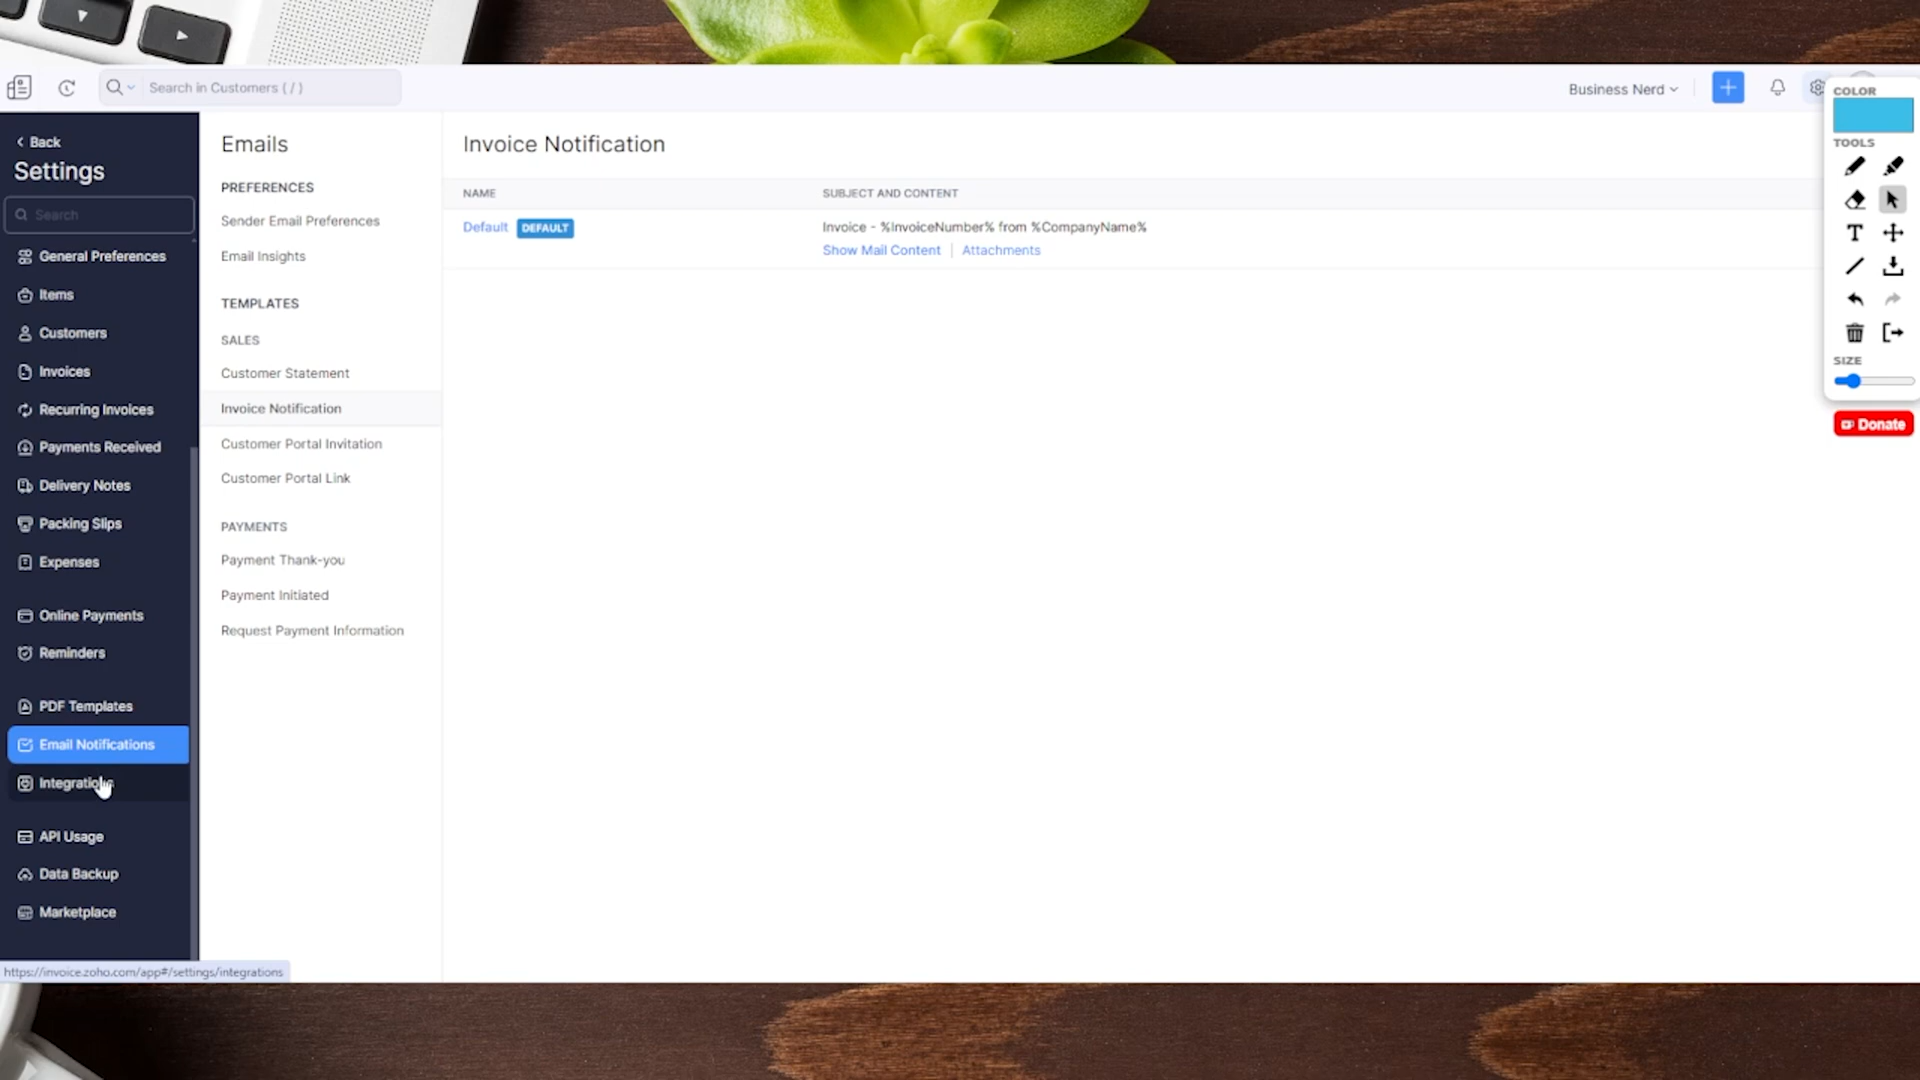 Search in Customers ( / )
Business Nerd
Back
Settings
Search
General Preferences
Items
Customers
Invoices
Recurring Invoices
Payments Received
Delivery Notes
Packing Slips
Expenses
Online Payments
Reminders
PDF Templates
Email Notifications
Integrations
API Usage
Data Backup
Marketplace
https://invoice.zoho.com/app#/settings/integrations
Emails
PREFERENCES
Sender Email Preferences
Email Insights
TEMPLATES
SALES
Customer Statement
Invoice Notification
Customer Portal Invitation
Customer Portal Link
PAYMENTS
Payment Thank-you
Payment Initiated
Request Payment Information
Invoice Notification
NAME SUBJECT AND CONTENT
Default DEFAULT Invoice - %InvoiceNumber% from %CompanyName%
Show Mail Content Attachments
COLOR
TOOLS
T
SIZE
Donate